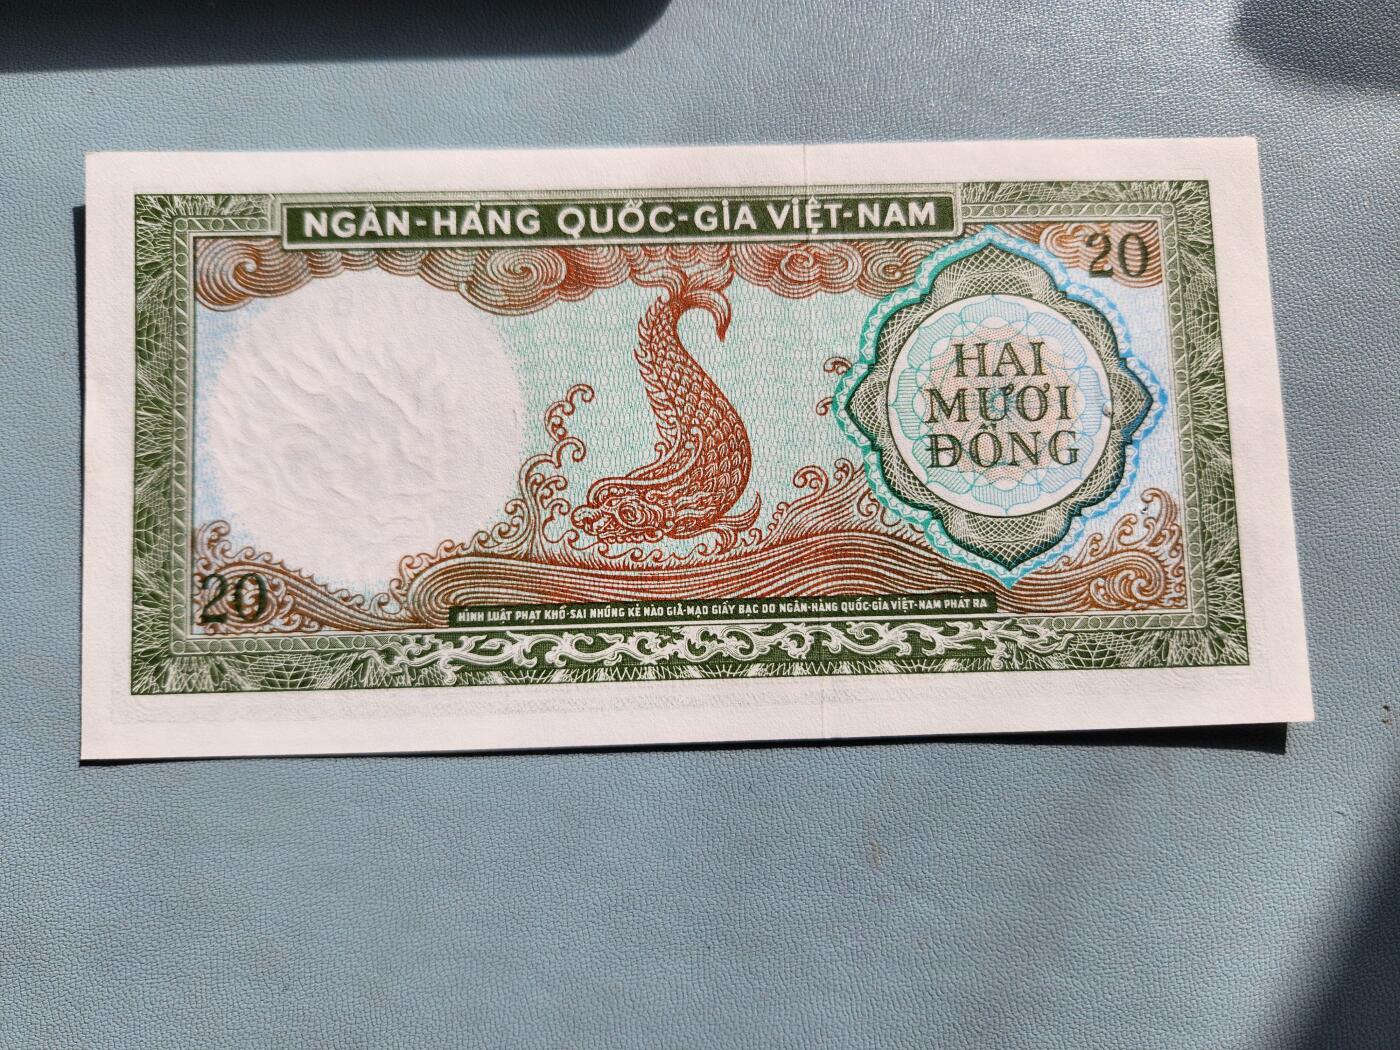 NGÂN-HÀNG QUỐC-GIA VIỆT-NAM
20
HAI
MƯƠI
ĐỒNG
20
HÌNH LUẬT PHẠT KHỔ-SAI NHỮNG KẺ NÀO GIẢ-MẠO GIẤY BẠC DO NGÂN-HÀNG QUỐC-GIA VIỆT-NAM PHÁT RA